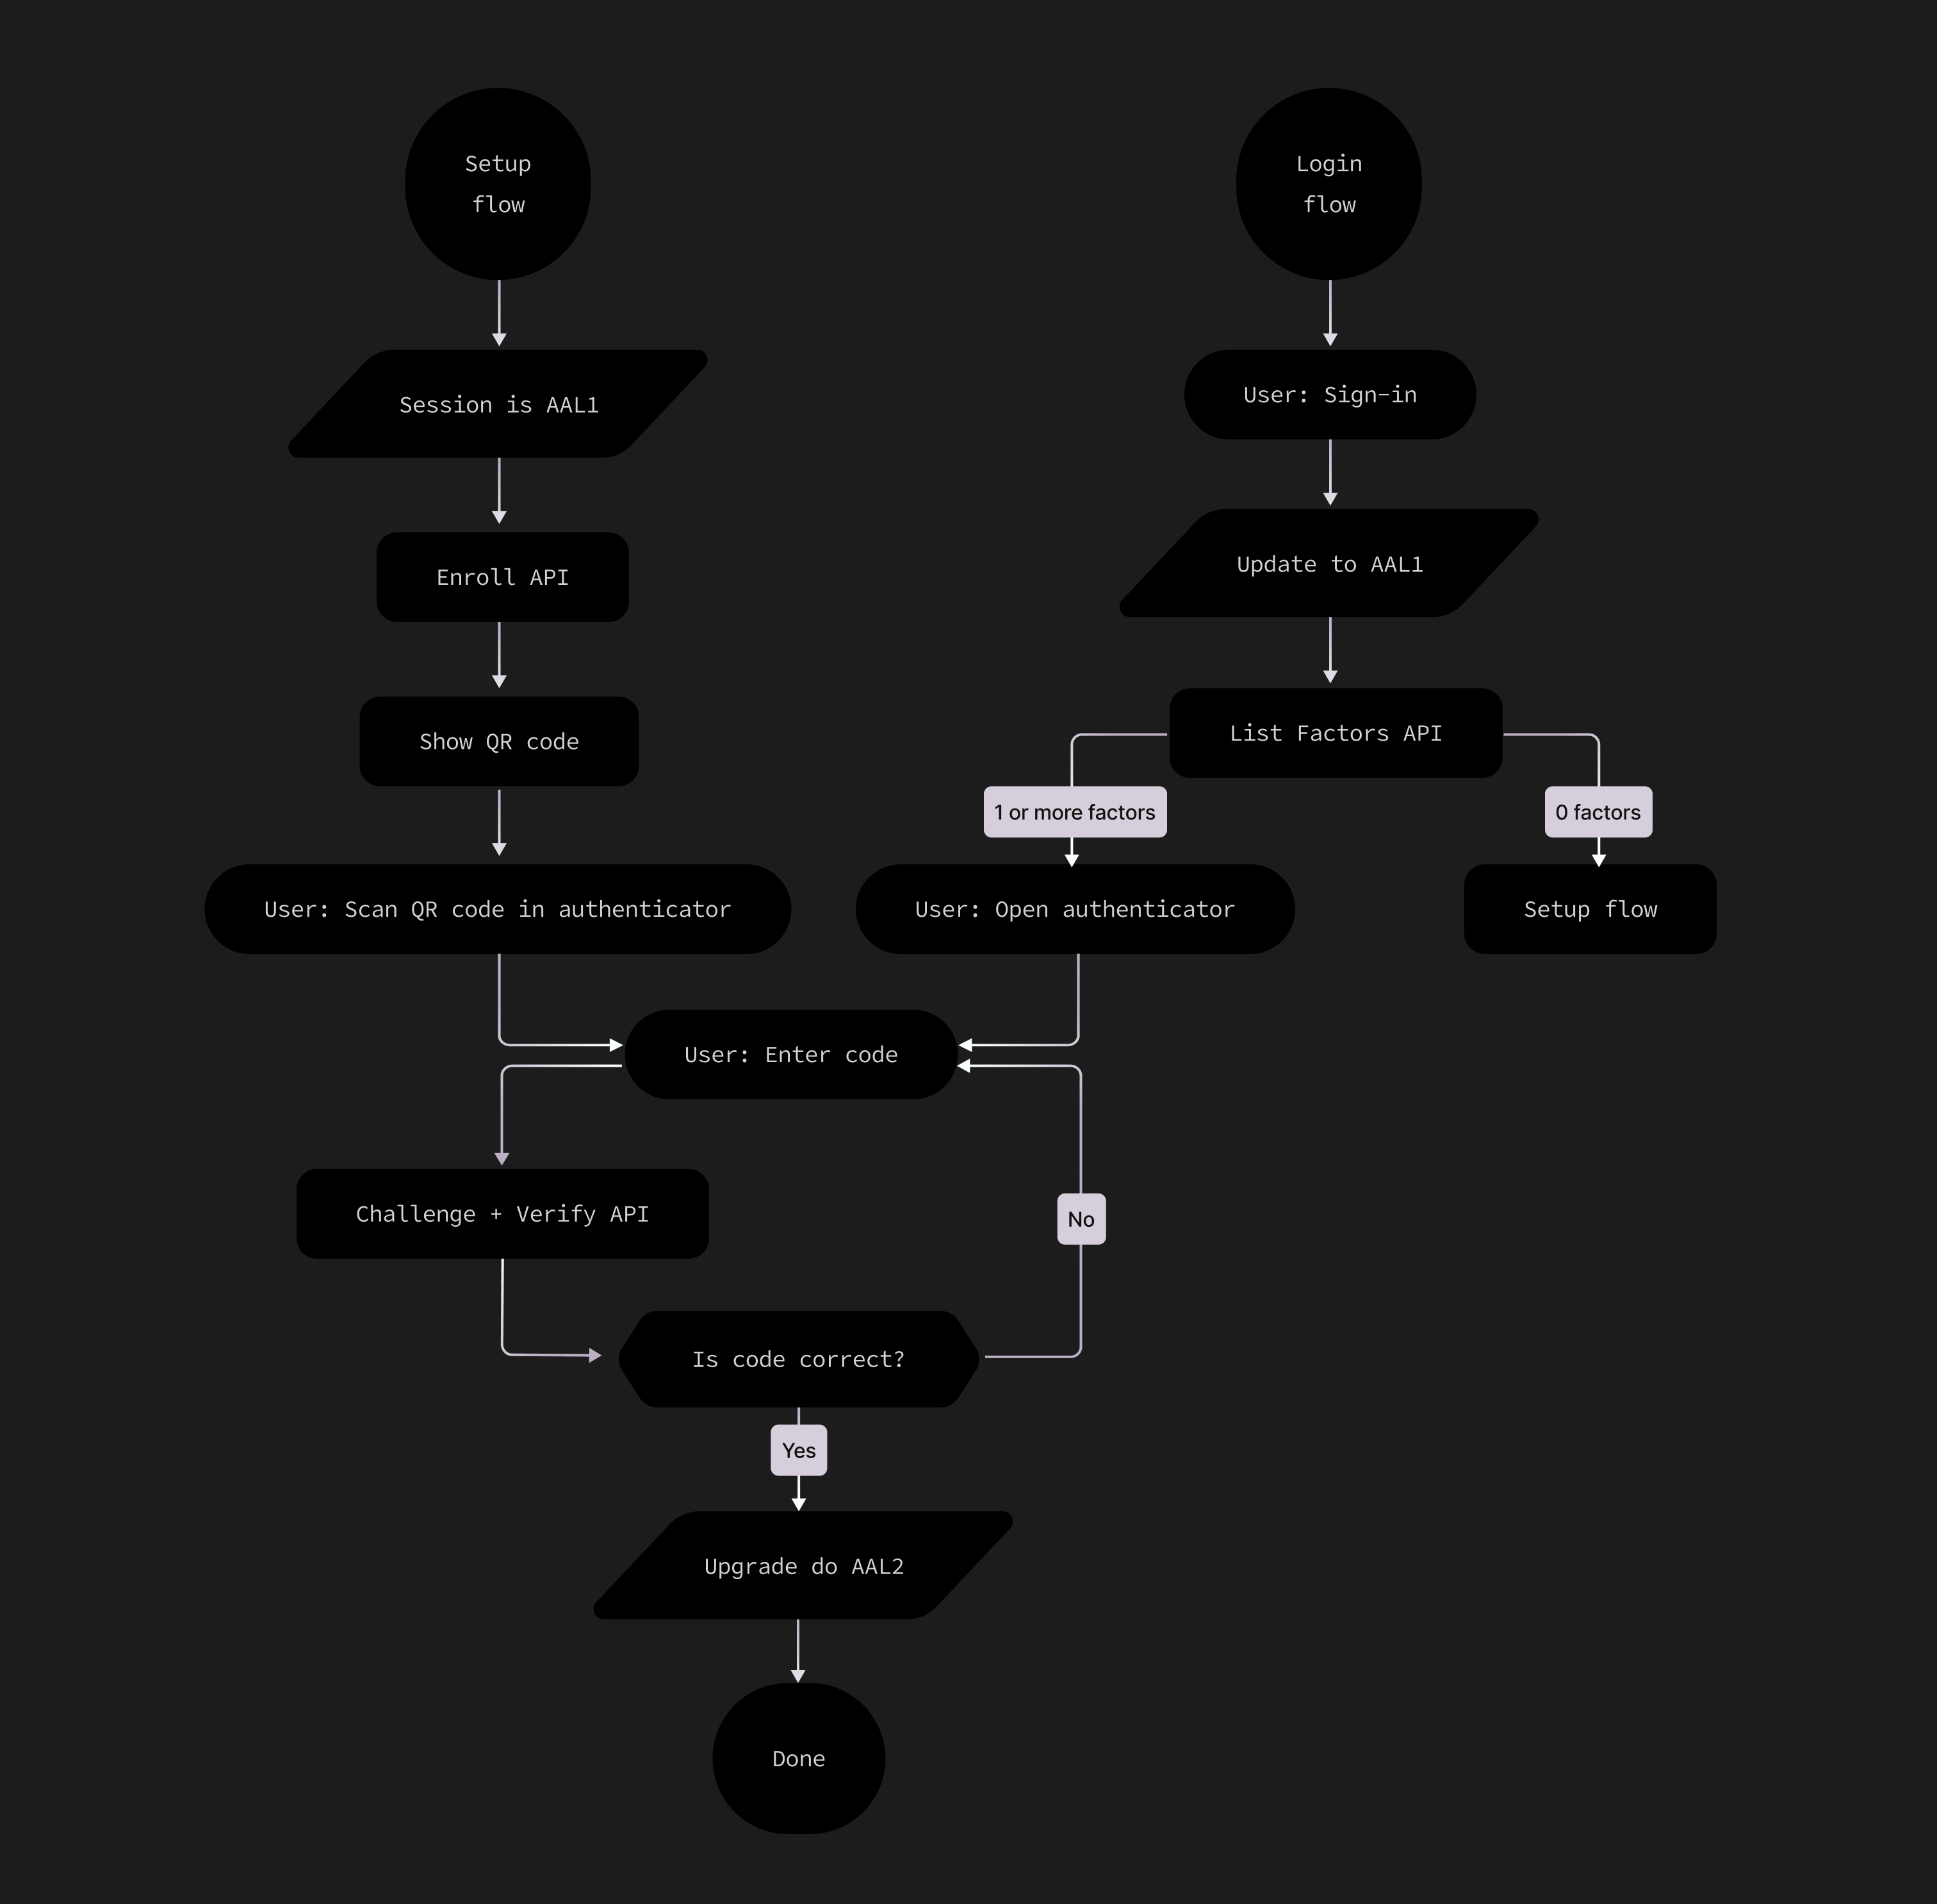 Setup
flow
Login
flow
Session is AAL1
User: Sign-in
Enroll API
Update to AAL1
Show QR code
List Factors API
1 or more factors
0 factors
User: Scan QR code in authenticator
User: Open authenticator
Setup flow
User: Enter code
Challenge + Verify API
No
Is code correct?
Yes
Upgrade do AAL2
Done